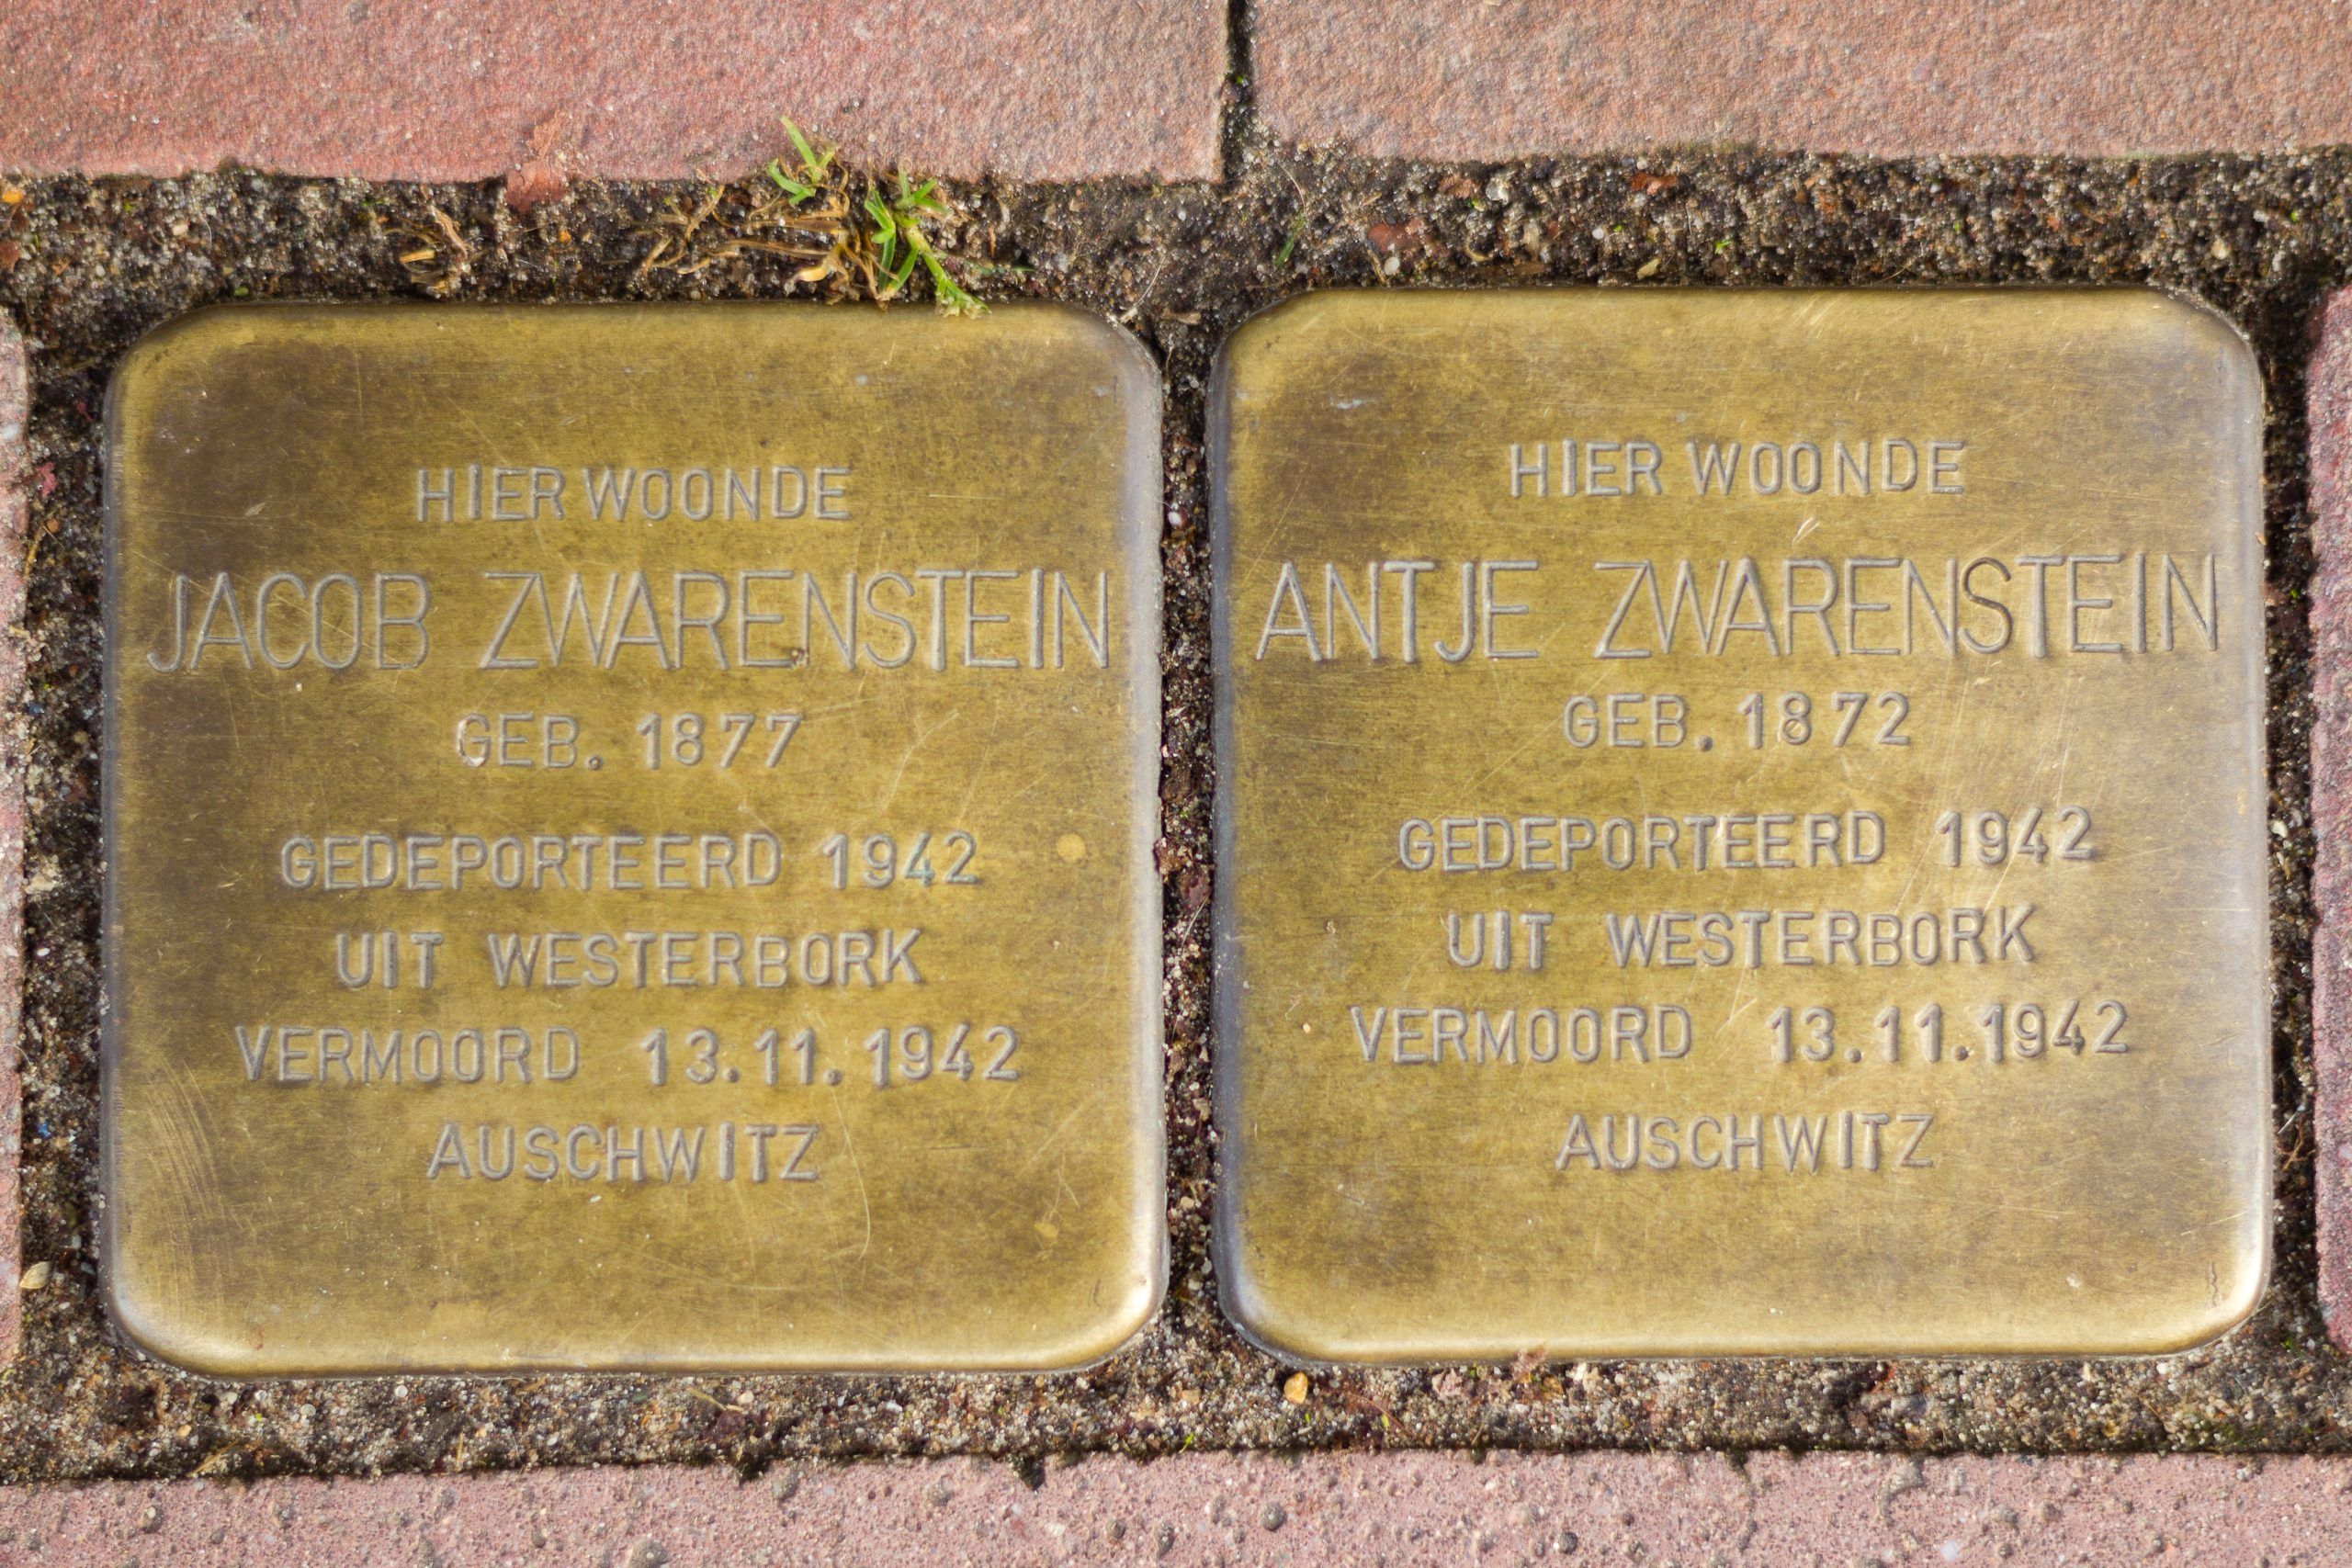 HIER WOONDE
JACOB ZWARENSTEIN
GEB. 1877
GEDEPORTEERD 1942
UIT WESTERBORK
VERMOORD 13.11.1942
AUSCHWITZ
HIER WOONDE
ANTJE ZWARENSTEIN
GEB. 1872
GEDEPORTEERD 1942
UIT WESTERBORK
VERMOORD 13.11.1942
AUSCHWITZ